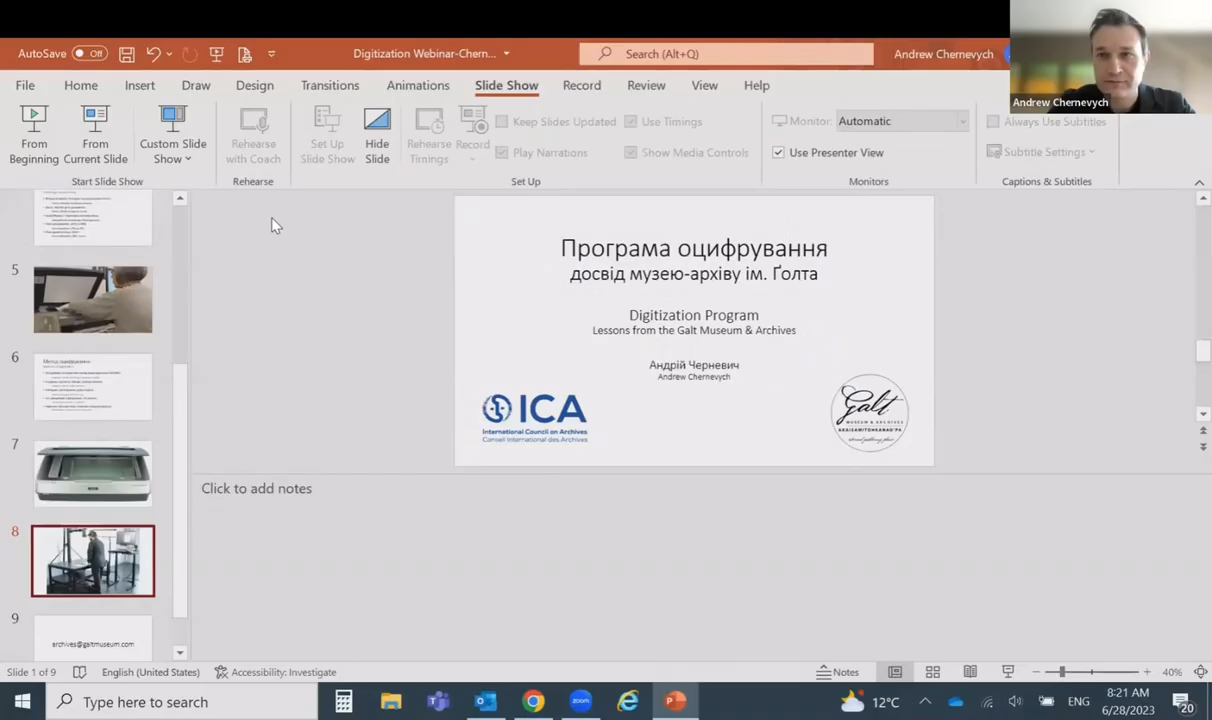 AutoSave Off
Digitization Webinar-Chern...
Search (Alt+Q)
Andrew Chernevych
Andrew Chernevych
File Home Insert Draw Design Transitions Animations Slide Show Record Review View Help
From Beginning
From Current Slide
Custom Slide Show
Rehearse with Coach
Set Up Slide Show
Hide Slide
Rehearse Timings
Record
Keep Slides Updated
Play Narrations
Use Timings
Show Media Controls
Monitor: Automatic
Use Presenter View
Always Use Subtitles
Subtitle Settings
Start Slide Show
Rehearse
Set Up
Monitors
Captions & Subtitles
5
6
7
8
9
archives@galtmuseum.com
Програма оцифрування
досвід музею-архіву ім. Ґолта
Digitization Program
Lessons from the Galt Museum & Archives
Андрій Черневич
Andrew Chernevych
ICA
International Council on Archives
Conseil International des Archives
Galt
MUSEUM & ARCHIVES
Click to add notes
Slide 1 of 9
English (United States)
Accessibility: Investigate
Notes
40%
Type here to search
zoom
12°C
ENG
8:21 AM
6/28/2023
20